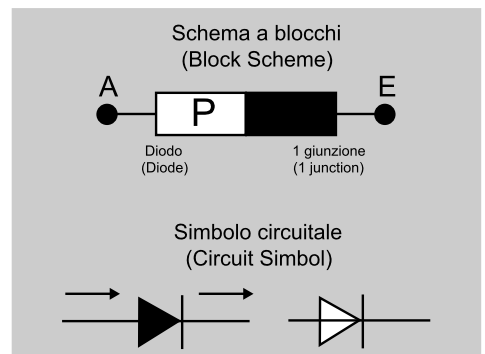 Schema a blocchi
(Block Scheme)
A E
P
Diodo 1 giunzione
(Diode) (1 junction)
Simbolo circuitale
(Circuit Simbol)